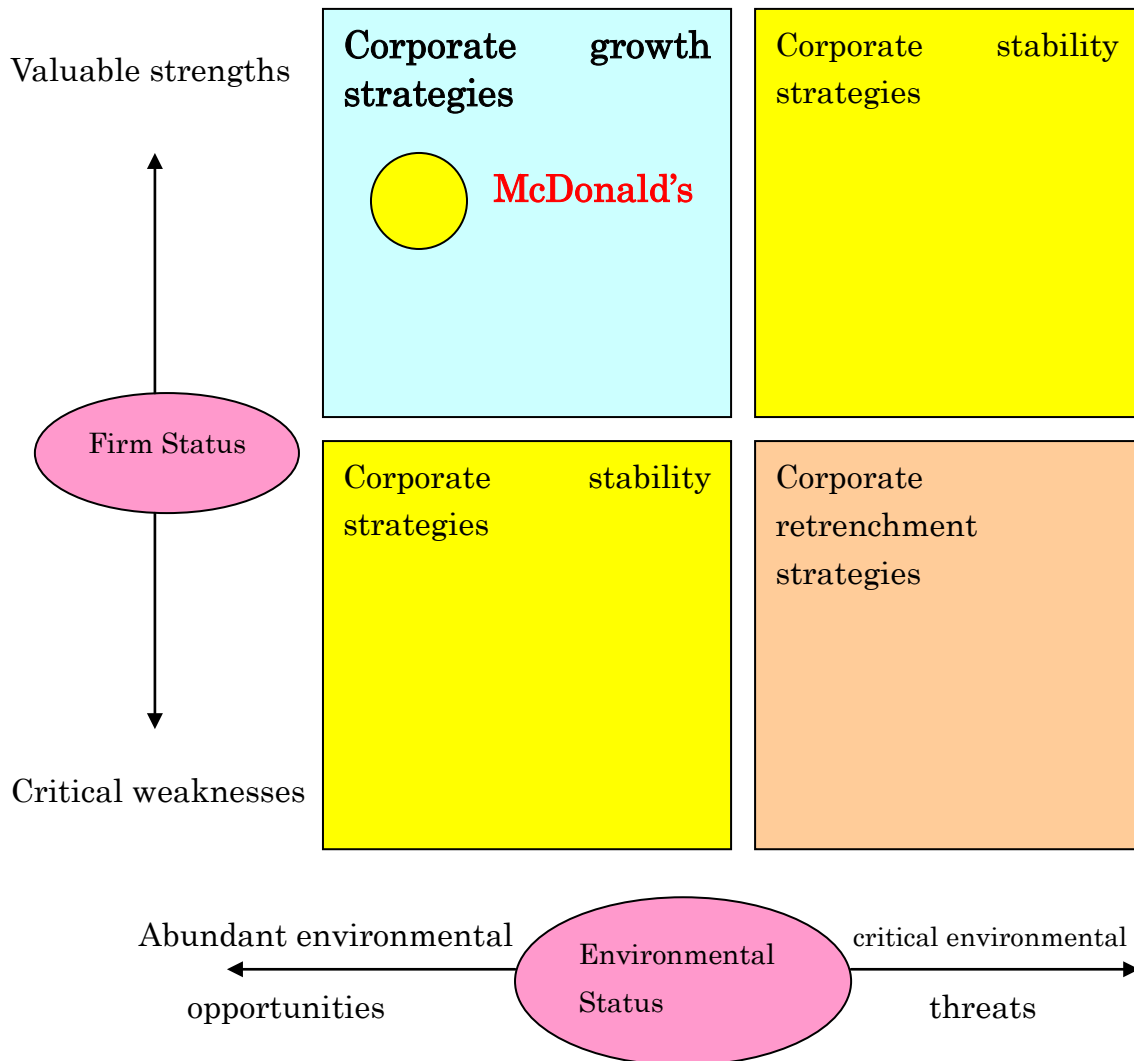 Valuable strengths
Corporate growth
strategies
McDonald's
Corporate stability
strategies
Firm Status
Corporate stability
strategies
Corporate
retrenchment
strategies
Critical weaknesses
Abundant environmental
opportunities
Environmental
Status
critical environmental
threats